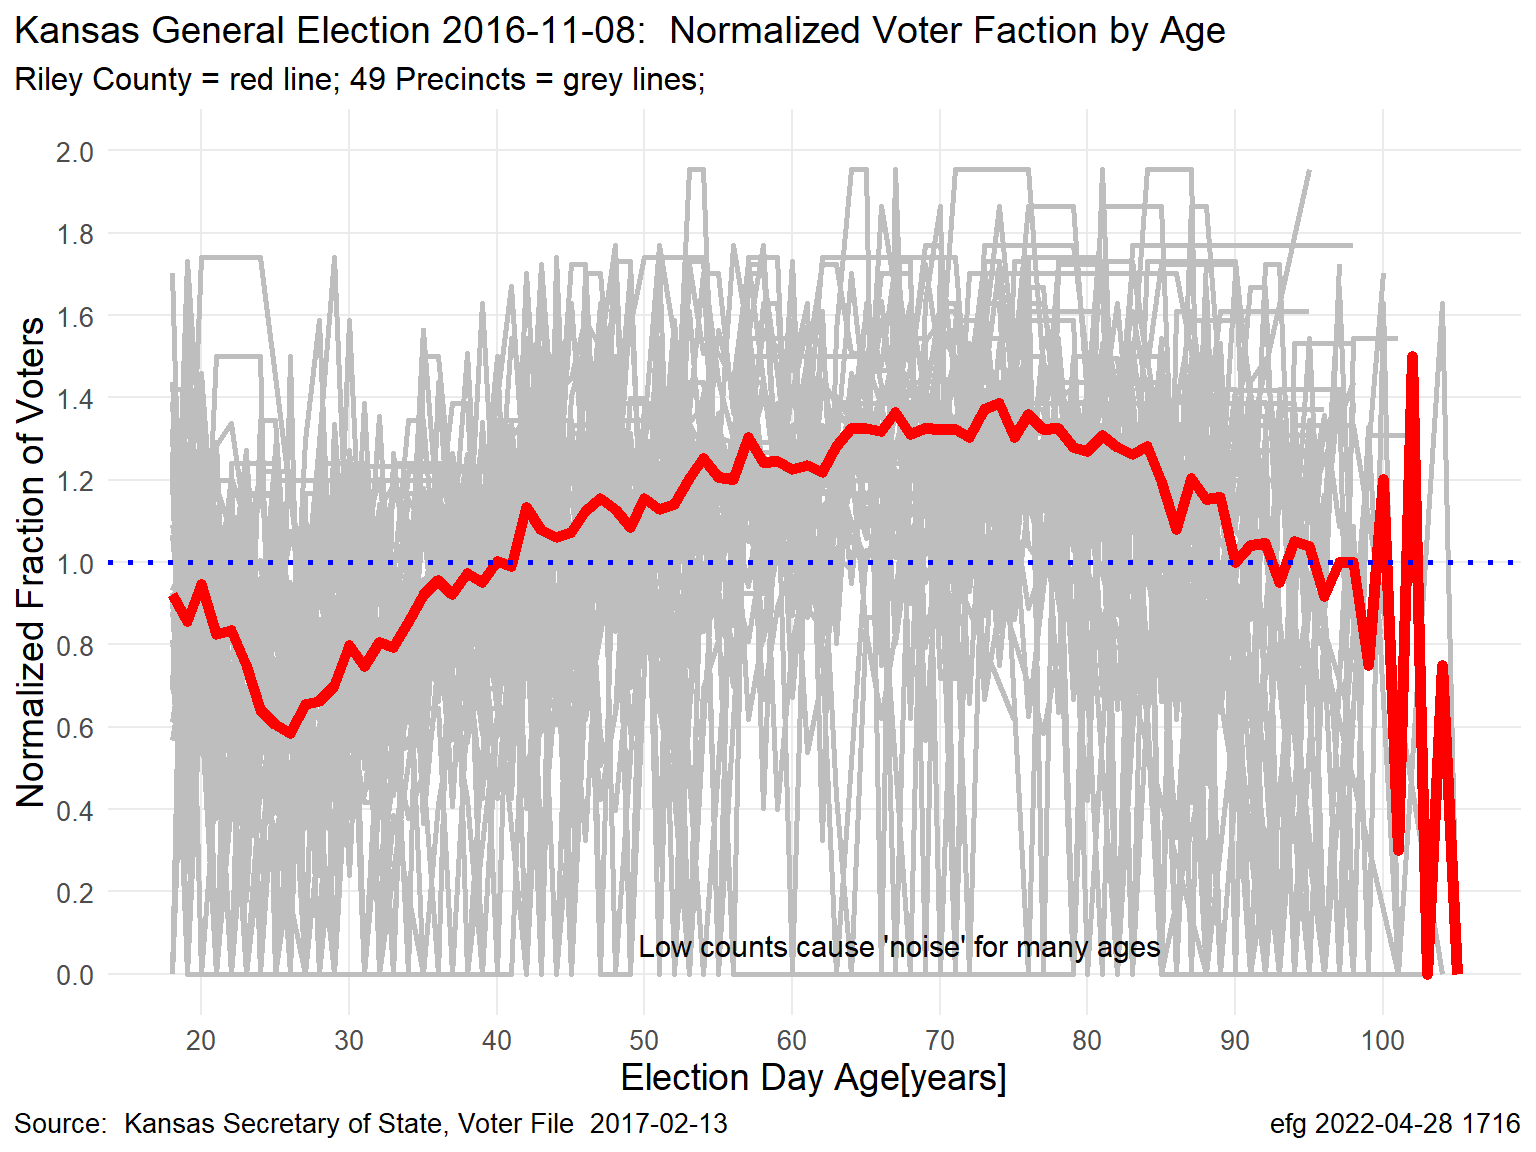 Kansas General Election 2016-11-08:  Normalized Voter Faction by Age
Riley County = red line; 49 Precincts = grey lines;
Normalized Fraction of Voters
2.0
1.8
1.6
1.4
1.2
1.0
0.8
0.6
0.4
0.2
0.0
Low counts cause 'noise' for many ages
20 30 40 50 60 70 80 90 100
Election Day Age[years]
Source:  Kansas Secretary of State, Voter File  2017-02-13
efg 2022-04-28 1716